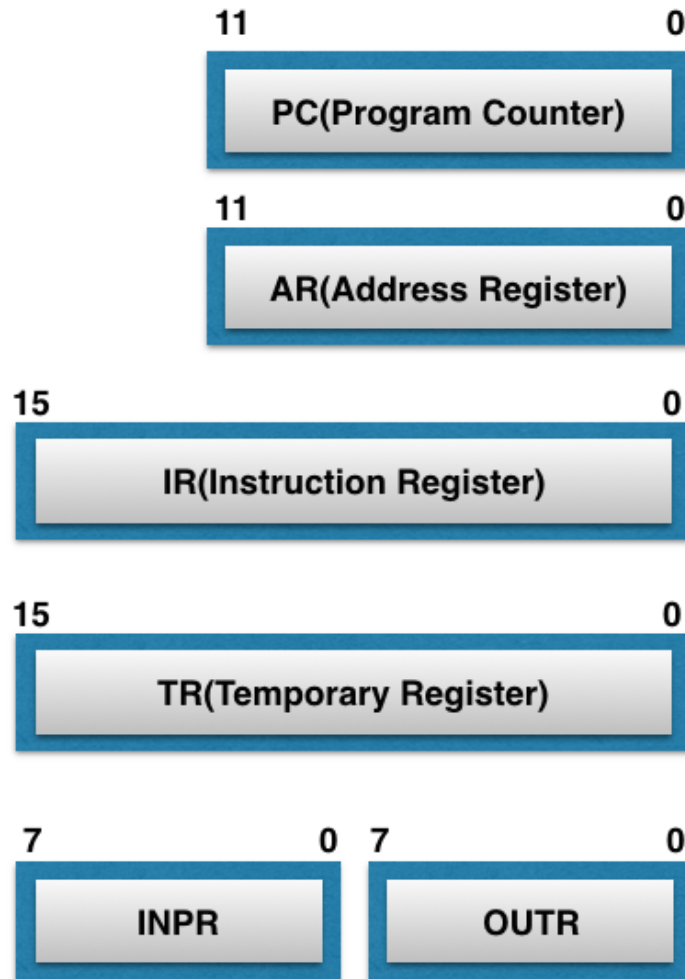 11 0
PC(Program Counter)
11 0
AR(Address Register)
15 0
IR(Instruction Register)
15 0
TR(Temporary Register)
7 0 7 0
INPR OUTR